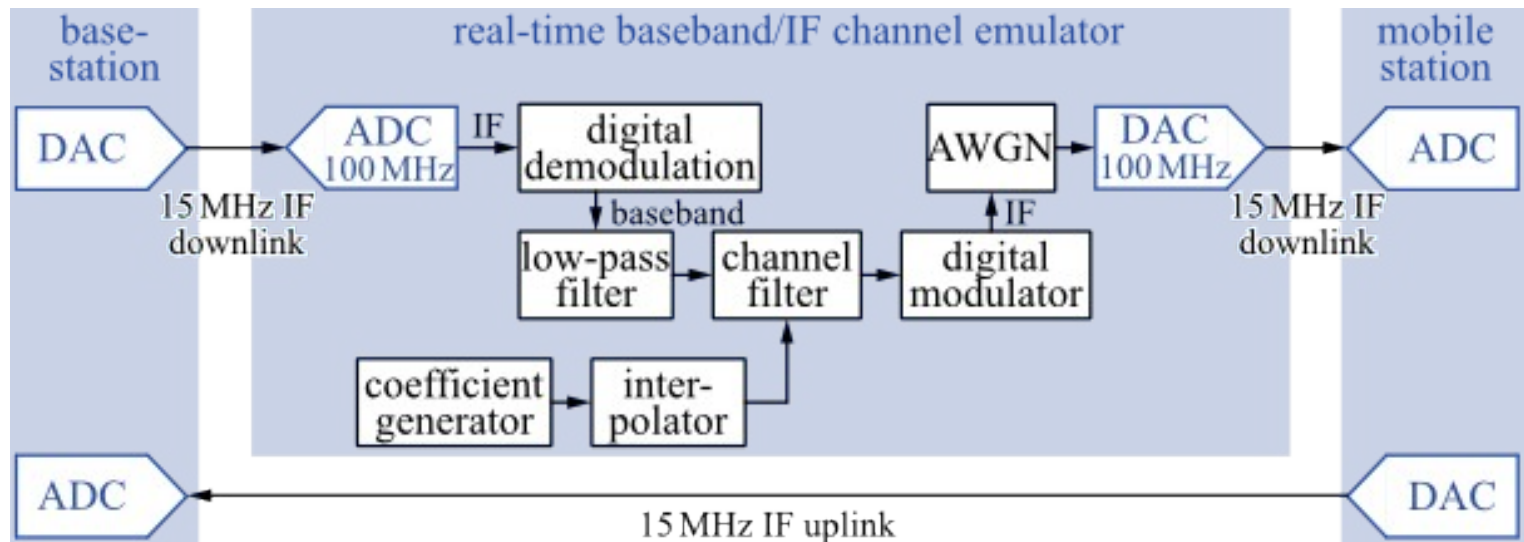 base-
station
real-time baseband/IF channel emulator
mobile
station
DAC
ADC
100 MHz
IF
digital
demodulation
AWGN
DAC
100 MHz
ADC
15 MHz IF
downlink
baseband
IF
15 MHz IF
downlink
low-pass
filter
channel
filter
digital
modulator
coefficient
generator
inter-
polator
ADC
DAC
15 MHz IF uplink